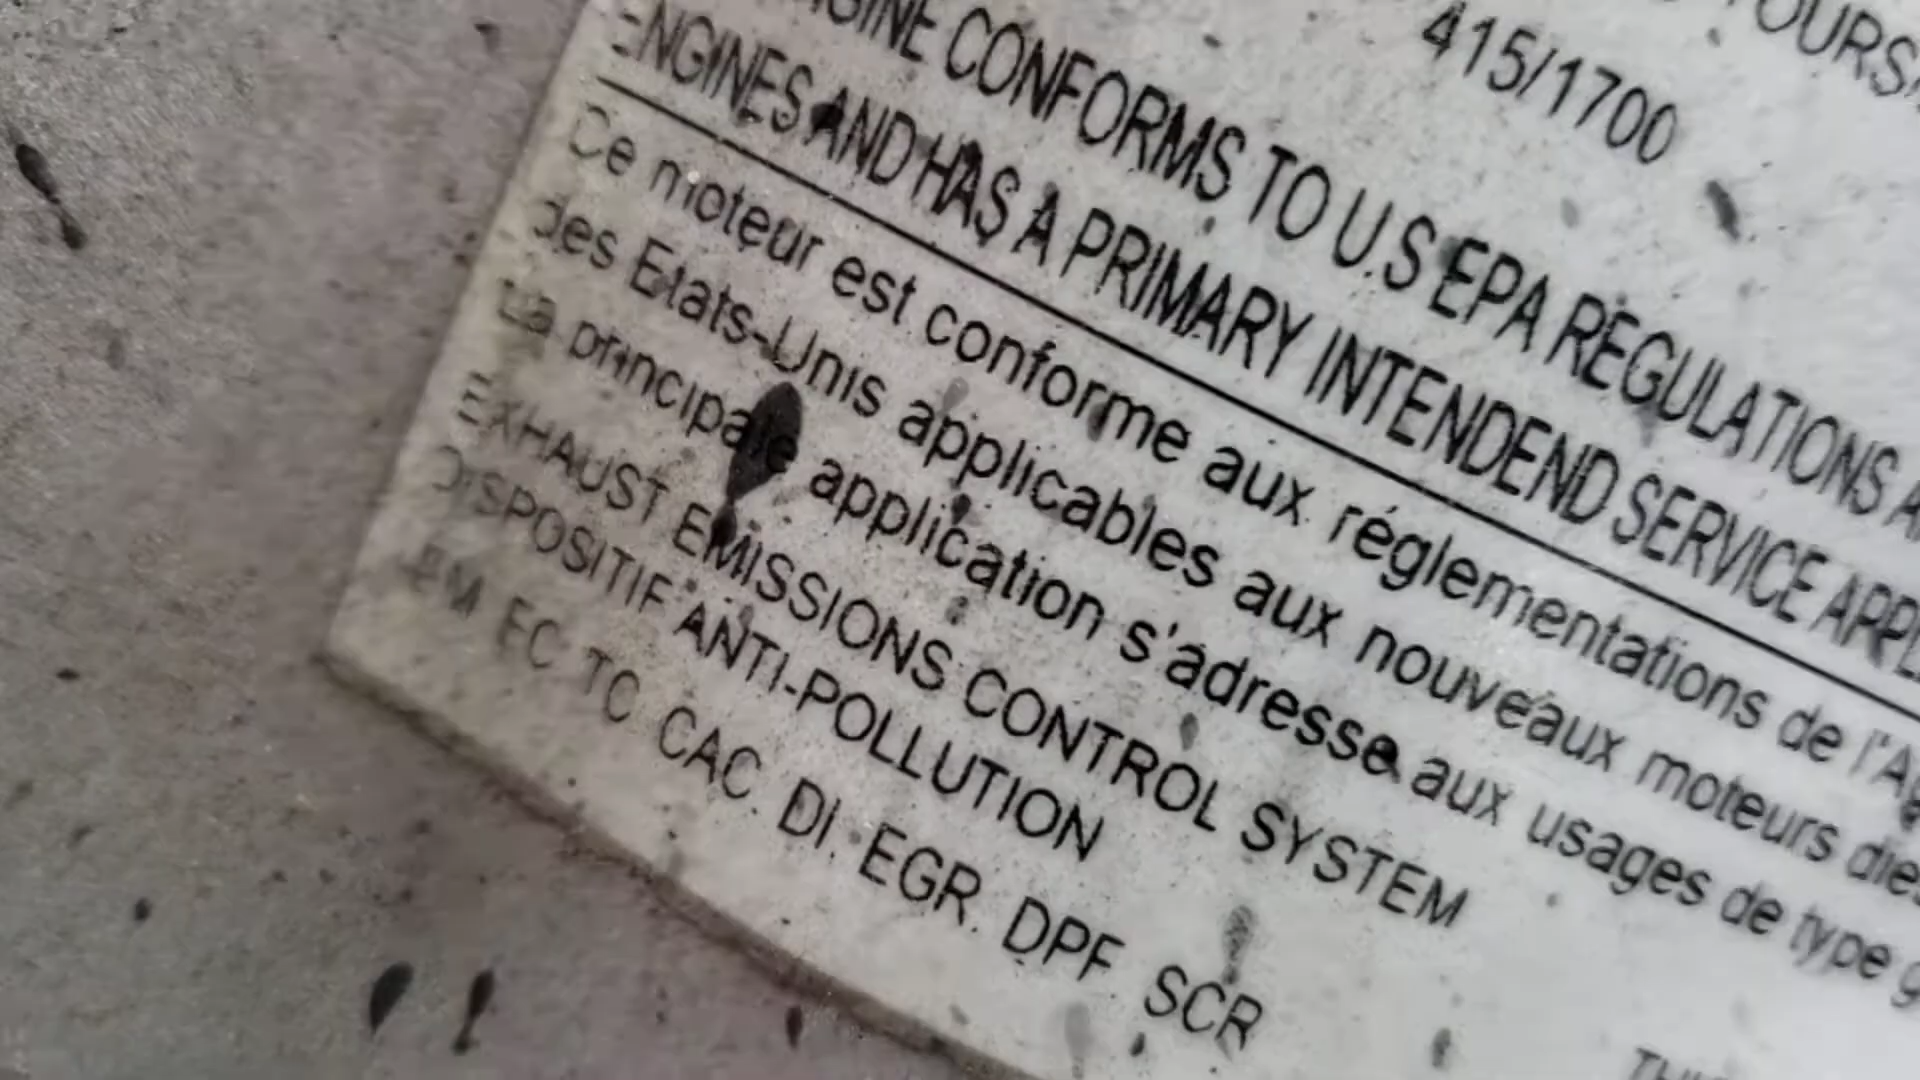 TOURS
415/1700
ENGINE CONFORMS TO U.S EPA REGULATIONS
ENGINES AND HAS A PRIMARY INTENDEND SERVICE
Ce moteur est conforme aux réglementations de
des Etats-Unis applicables aux nouveaux moteurs
La principale application s'adresse aux usages de type
EXHAUST EMISSIONS CONTROL SYSTEM
DISPOSITIF ANTI-POLLUTION
FC TC CAC DI EGR DPF SCR